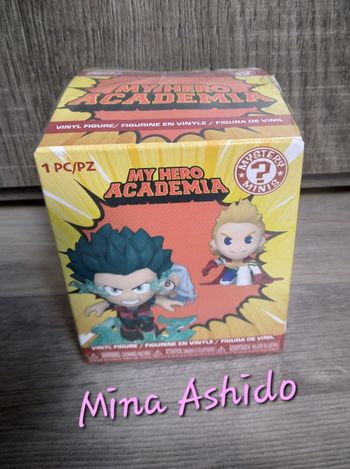 MY HERO
ACADEMIA
VINYL FIGURE / FIGURINE EN VINYLE / FIGURA DE VINIL
1 PC/PZ
MY HERO
ACADEMIA
MYSTERY
?
MINIS
VINYL FIGURE / FIGURINE EN VINYLE / FIGURA DE VINIL
Mina Ashido